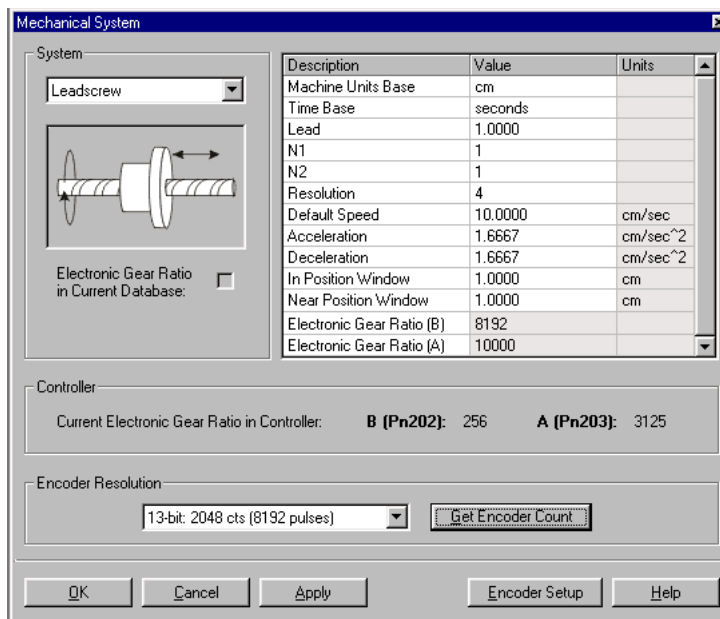 Mechanical System
System
Leadscrew
Electronic Gear Ratio
in Current Database:
Description Value Units
Machine Units Base cm
Time Base seconds
Lead 1.0000
N1 1
N2 1
Resolution 4
Default Speed 10.0000 cm/sec
Acceleration 1.6667 cm/sec^2
Deceleration 1.6667 cm/sec^2
In Position Window 1.0000 cm
Near Position Window 1.0000 cm
Electronic Gear Ratio (B) 8192
Electronic Gear Ratio (A) 10000
Controller
Current Electronic Gear Ratio in Controller: B (Pn202): 256 A (Pn203): 3125
Encoder Resolution
13-bit: 2048 cts (8192 pulses) Get Encoder Count
OK Cancel Apply Encoder Setup Help